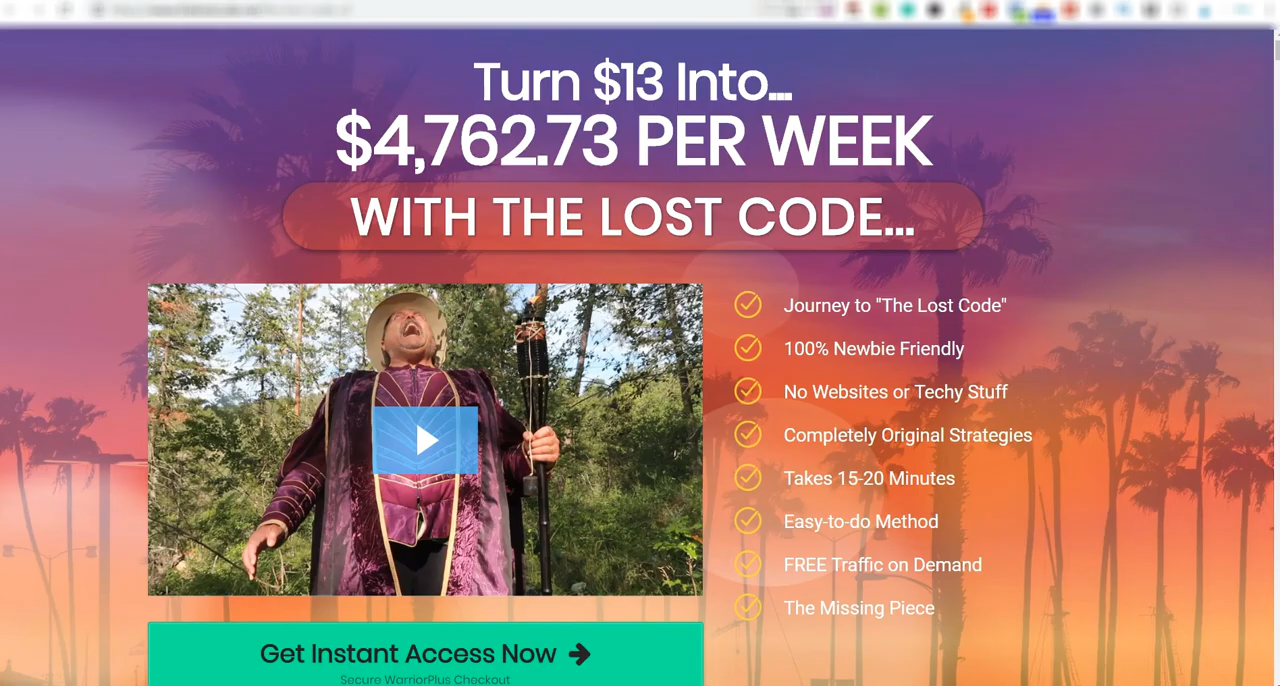 Turn $13 Into...
$4,762.73 PER WEEK
WITH THE LOST CODE...
Journey to "The Lost Code"
100% Newbie Friendly
No Websites or Techy Stuff
Completely Original Strategies
Takes 15-20 Minutes
Easy-to-do Method
FREE Traffic on Demand
The Missing Piece
Get Instant Access Now
Secure WarriorPlus Checkout